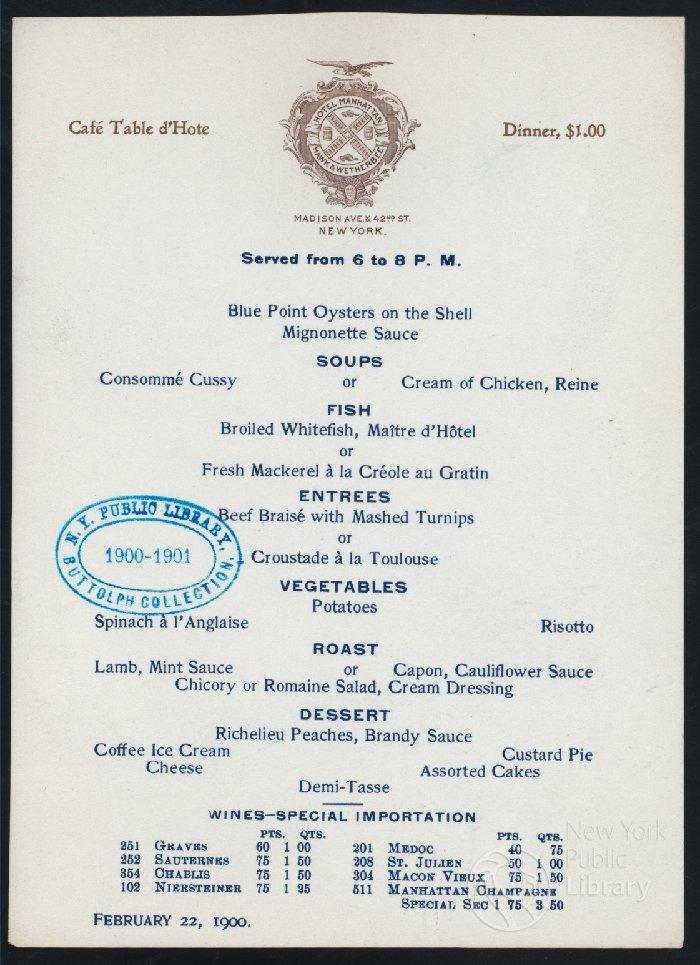 Café Table d'Hote
Dinner, $1.00
HOTEL MANHATTAN
HAWK & WETHERBEE
MADISON AVE. & 42ND ST.
NEW YORK.
Served from 6 to 8 P. M.
Blue Point Oysters on the Shell
Mignonette Sauce
SOUPS
Consommé Cussy or Cream of Chicken, Reine
FISH
Broiled Whitefish, Maître d'Hôtel
or
Fresh Mackerel à la Créole au Gratin
ENTREES
Beef Braisé with Mashed Turnips
or
Croustade à la Toulouse
N. Y. PUBLIC LIBRARY,
1900-1901
BUTTOLPH COLLECTION.
VEGETABLES
Potatoes
Spinach à l'Anglaise Risotto
ROAST
Lamb, Mint Sauce or Capon, Cauliflower Sauce
Chicory or Romaine Salad, Cream Dressing
DESSERT
Richelieu Peaches, Brandy Sauce
Coffee Ice Cream Custard Pie
Cheese Assorted Cakes
Demi-Tasse
WINES—SPECIAL IMPORTATION
PTS. QTS. PTS. QTS.
251 GRAVES 60 1 00 201 MEDOC 40 75
252 SAUTERNES 75 1 50 208 ST. JULIEN 50 1 00
354 CHABLIS 75 1 50 304 MACON VIEUX 75 1 50
102 NIERSTEINER 75 1 25 511 MANHATTAN CHAMPAGNE
SPECIAL SEC 1 75 3 50
FEBRUARY 22, 1900.
New York
Public
Library